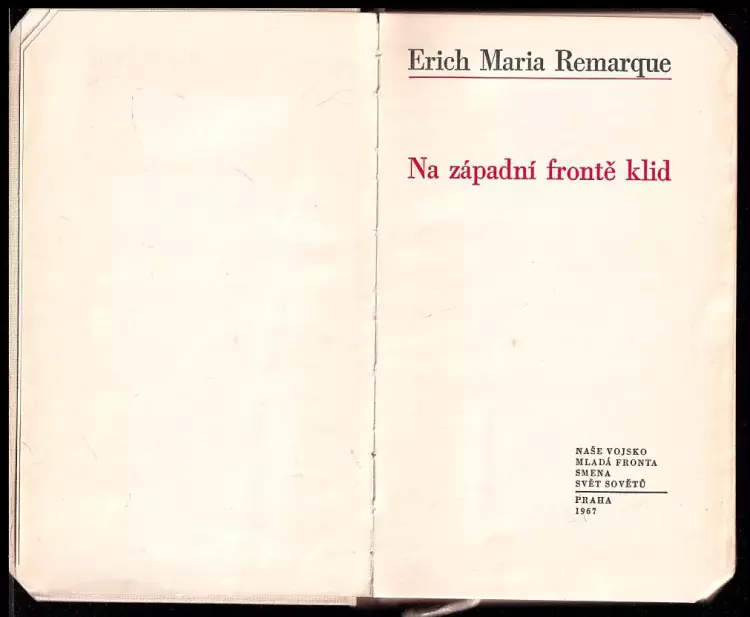 Erich Maria Remarque
Na západní frontě klid
NAŠE VOJSKO
MLADÁ FRONTA
SMENA
SVĚT SOVĚTŮ
PRAHA
1967